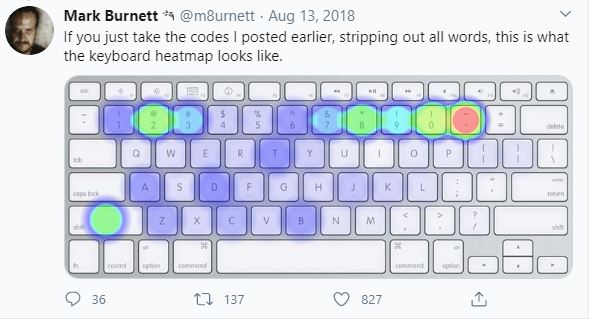 Mark Burnett @m8urnett · Aug 13, 2018
If you just take the codes I posted earlier, stripping out all words, this is what
the keyboard heatmap looks like.
esc
! @ # $ % ^ & * ( ) - +
1 2 3 4 5 6 7 8 9 0 = delete
tab Q W E R T Y U I O P { } |
[ ] \
caps lock A S D F G H J K L : " enter
; ' return
shift Z X C V B N M < > ? shift
, . /
alt ⌘ ⌘ alt
fn control option command command option
36 137 827